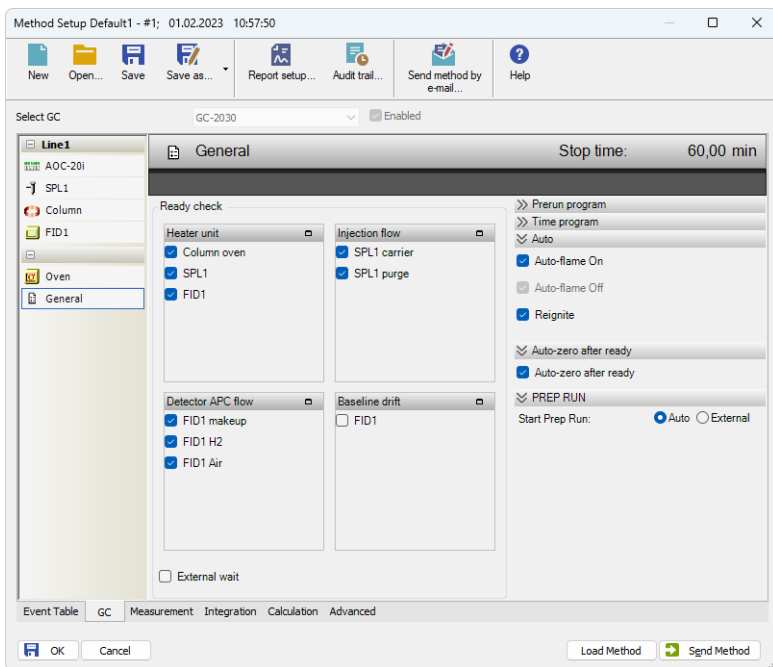 Method Setup Default1 - #1; 01.02.2023 10:57:50
New Open... Save Save as... Report setup... Audit trail... Send method by e-mail... Help
Select GC GC-2030 Enabled
Line1
AOC-20i
SPL1
Column
FID1
Oven
General
General Stop time: 60,00 min
Ready check
Heater unit
Column oven
SPL1
FID1
Injection flow
SPL1 carrier
SPL1 purge
Detector APC flow
FID1 makeup
FID1 H2
FID1 Air
Baseline drift
FID1
External wait
Prerun program
Time program
Auto
Auto-flame On
Auto-flame Off
Reignite
Auto-zero after ready
Auto-zero after ready
PREP RUN
Start Prep Run: Auto External
Event Table GC Measurement Integration Calculation Advanced
OK Cancel Load Method Send Method